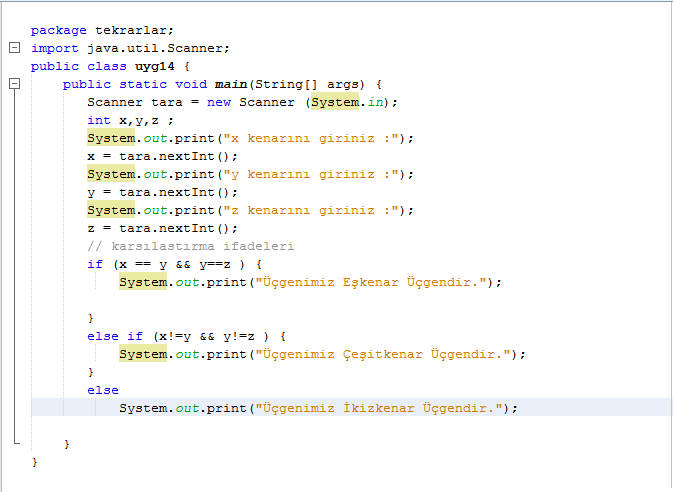 package tekrarlar;
import java.util.Scanner;
public class uyg14 {
public static void main(String[] args) {
Scanner tara = new Scanner (System.in);
int x,y,z ;
System.out.print("x kenarını giriniz :");
x = tara.nextInt();
System.out.print("y kenarını giriniz :");
y = tara.nextInt();
System.out.print("z kenarını giriniz :");
z = tara.nextInt();
// karsılastırma ifadeleri
if (x == y && y==z ) {
System.out.print("Üçgenimiz Eşkenar Üçgendir.");
}
else if (x!=y && y!=z ) {
System.out.print("Üçgenimiz Çeşitkenar Üçgendir.");
}
else
System.out.print("Üçgenimiz İkizkenar Üçgendir.");
}
}